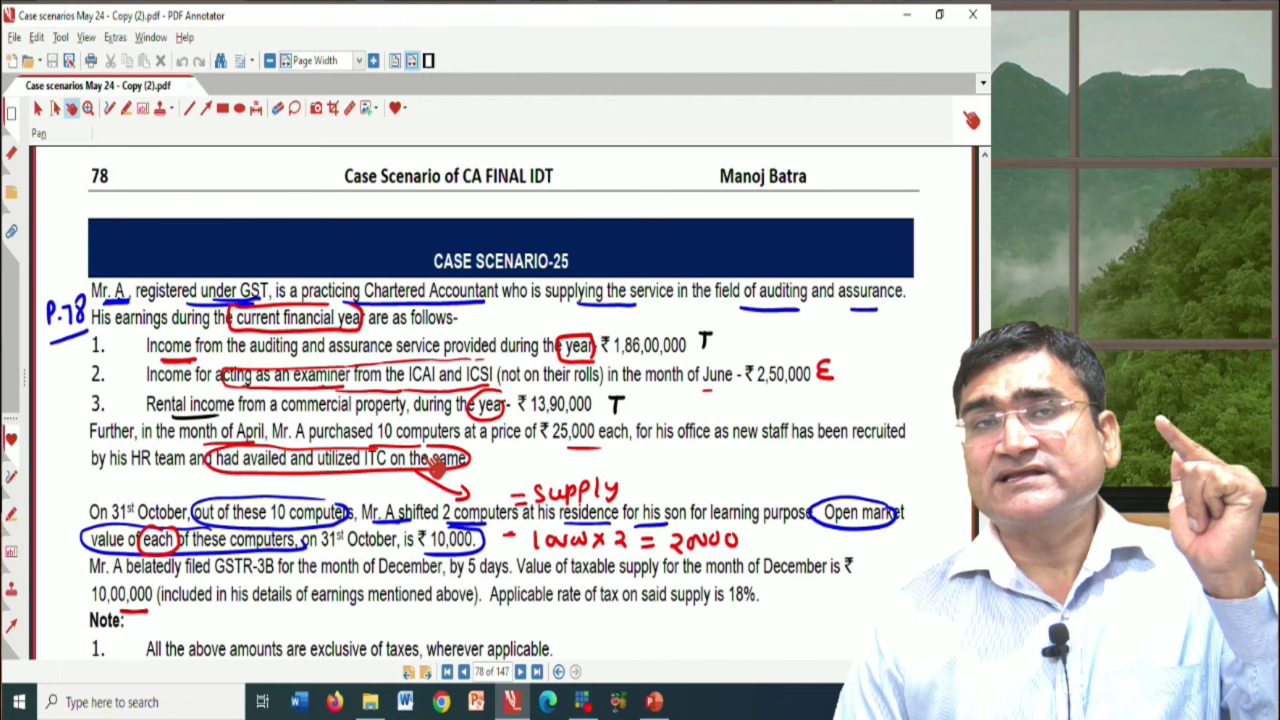 Case scenarios May 24 - Copy (2).pdf - PDF Annotator
File Edit Tool View Extras Window Help
Page Width
Case scenarios May 24 - Copy (2).pdf
Pan
78 Case Scenario of CA FINAL IDT Manoj Batra
CASE SCENARIO-25
Mr. A , registered under GST, is a practicing Chartered Accountant who is supplying the service in the field of auditing and assurance.
P.78
His earnings during the current financial year are as follows-
1. Income from the auditing and assurance service provided during the year ₹ 1,86,00,000 T
2. Income for acting as an examiner from the ICAI and ICSI (not on their rolls) in the month of June - ₹ 2,50,000 E
3. Rental income from a commercial property, during the year- ₹ 13,90,000 T
Further, in the month of April, Mr. A purchased 10 computers at a price of ₹ 25,000 each, for his office as new staff has been recruited
by his HR team and had availed and utilized ITC on the same
= Supply
On 31st October, out of these 10 computers, Mr. A shifted 2 computers at his residence for his son for learning purpose Open market
value of each of these computers, on 31st October, is ₹ 10,000. - 10000 x 2 = 20000
Mr. A belatedly filed GSTR-3B for the month of December, by 5 days. Value of taxable supply for the month of December is ₹
10,00,000 (included in his details of earnings mentioned above). Applicable rate of tax on said supply is 18%.
Note:
1. All the above amounts are exclusive of taxes, wherever applicable.
78 of 147
Type here to search